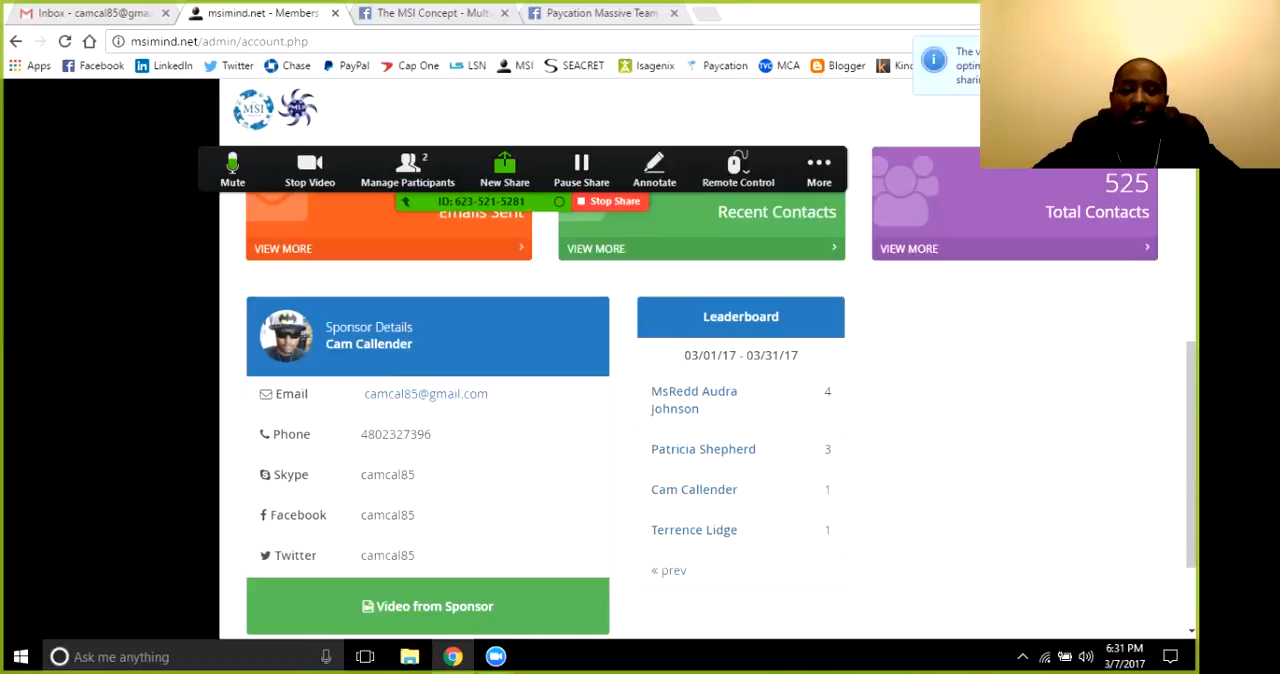 Inbox - camcal85@gma
msimind.net - Members
The MSI Concept - Mult
Paycation Massive Team
msimind.net/admin/account.php
Apps
Facebook
LinkedIn
Twitter
Chase
PayPal
Cap One
LSN
MSI
SEACRET
Isagenix
Paycation
MCA
Blogger
Kind
The v
optin
sharin
MSI
Mute
Stop Video
Manage Participants
2
New Share
Pause Share
Annotate
Remote Control
More
ID: 623-521-5281
Stop Share
Emails Sent
VIEW MORE
Recent Contacts
VIEW MORE
525
Total Contacts
VIEW MORE
Sponsor Details
Cam Callender
Email camcal85@gmail.com
Phone 4802327396
Skype camcal85
Facebook camcal85
Twitter camcal85
Video from Sponsor
Leaderboard
03/01/17 - 03/31/17
MsRedd Audra 4
Johnson
Patricia Shepherd 3
Cam Callender 1
Terrence Lidge 1
« prev
Ask me anything
6:31 PM
3/7/2017